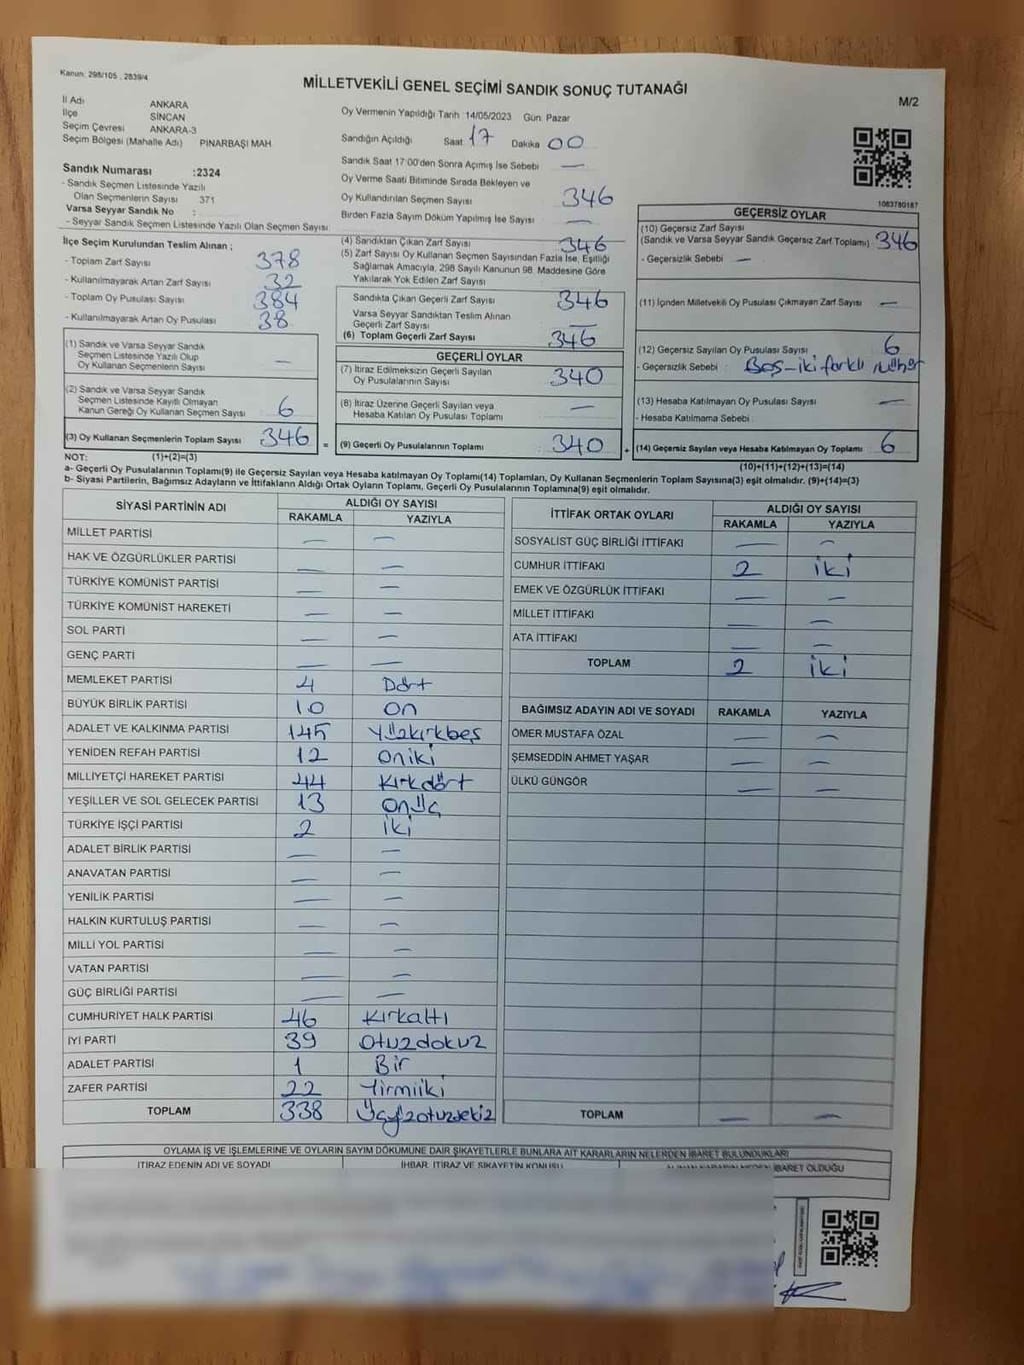 Kanun: 298/105 , 2839/4
MİLLETVEKİLİ GENEL SEÇİMİ SANDIK SONUÇ TUTANAĞI
M/2
İl Adı ANKARA
İlçe SİNCAN
Seçim Çevresi ANKARA-3
Seçim Bölgesi (Mahalle Adı) PINARBAŞI MAH
Sandık Numarası :2324
- Sandık Seçmen Listesinde Yazılı
Olan Seçmenlerin Sayısı 371
Varsa Seyyar Sandık No :
- Seyyar Sandık Seçmen Listesinde Yazılı Olan Seçmen Sayısı
Oy Vermenin Yapıldığı Tarih 14/05/2023 Gün: Pazar
Sandığın Açıldığı Saat 17 Dakika 00
Sandık Saat 17:00'den Sonra Açımış İse Sebebi —
Oy Verme Saati Bitiminde Sırada Bekleyen ve
Oy Kullandırılan Seçmen Sayısı 346
Birden Fazla Sayım Döküm Yapılmış İse Sayısı —
1063780187
İlçe Seçim Kurulundan Teslim Alınan ;
- Toplam Zarf Sayısı 378
- Kullanılmayarak Artan Zarf Sayısı 32
- Toplam Oy Pusulası Sayısı 384
- Kullanılmayarak Artan Oy Pusulası 38
(1) Sandık ve Varsa Seyyar Sandık
Seçmen Listesinde Yazılı Olup
Oy Kullanan Seçmenlerin Sayısı —
(2) Sandık ve Varsa Seyyar Sandık
Seçmen Listesinde Kayıtlı Olmayan
Kanun Gereği Oy Kullanan Seçmen Sayısı 6
(3) Oy Kullanan Seçmenlerin Toplam Sayısı 346 =
(4) Sandıktan Çıkan Zarf Sayısı 346
(5) Zarf Sayısı Oy Kullanan Seçmen Sayısından Fazla İse, Eşitliği
Sağlamak Amacıyla, 298 Sayılı Kanunun 98. Maddesine Göre
Yakılarak Yok Edilen Zarf Sayısı
Sandıkta Çıkan Geçerli Zarf Sayısı 346
Varsa Seyyar Sandıktan Teslim Alınan
Geçerli Zarf Sayısı —
(6) Toplam Geçerli Zarf Sayısı 346
GEÇERLİ OYLAR
(7) İtiraz Edilmeksizin Geçerli Sayılan
Oy Pusulalarının Sayısı 340
(8) İtiraz Üzerine Geçerli Sayılan veya
Hesaba Katılan Oy Pusulası Toplamı —
(9) Geçerli Oy Pusulalarının Toplamı 340 +
GEÇERSİZ OYLAR
(10) Geçersiz Zarf Sayısı
(Sandık ve Varsa Seyyar Sandık Geçersiz Zarf Toplamı) 346
- Geçersizlik Sebebi —
(11) İçinden Milletvekili Oy Pusulası Çıkmayan Zarf Sayısı —
(12) Geçersiz Sayılan Oy Pusulası Sayısı 6
- Geçersizlik Sebebi : Boş-iki farklı mühür
(13) Hesaba Katılmayan Oy Pusulası Sayısı —
- Hesaba Katılmama Sebebi :
(14) Geçersiz Sayılan veya Hesaba Katılmayan Oy Toplamı 6
NOT: (1)+(2)=(3)
(10)+(11)+(12)+(13)=(14)
a- Geçerli Oy Pusulalarının Toplamı(9) ile Geçersiz Sayılan veya Hesaba katılmayan Oy Toplamı(14) Toplamları, Oy Kullanan Seçmenlerin Toplam Sayısına(3) eşit olmalıdır. (9)+(14)=(3)
b- Siyasi Partilerin, Bağımsız Adayların ve İttifakların Aldığı Ortak Oyların Toplamı, Geçerli Oy Pusulalarının Toplamına(9) eşit olmalıdır.
SİYASİ PARTİNİN ADI ALDIĞI OY SAYISI
RAKAMLA YAZIYLA
MİLLET PARTİSİ — —
HAK VE ÖZGÜRLÜKLER PARTİSİ — —
TÜRKİYE KOMÜNİST PARTİSİ — —
TÜRKİYE KOMÜNİST HAREKETİ — —
SOL PARTİ — —
GENÇ PARTİ — —
MEMLEKET PARTİSİ 4 Dört
BÜYÜK BİRLİK PARTİSİ 10 on
ADALET VE KALKINMA PARTİSİ 145 Yüzkırkbeş
YENİDEN REFAH PARTİSİ 12 oniki
MİLLİYETÇİ HAREKET PARTİSİ 44 Kırkdört
YEŞİLLER VE SOL GELECEK PARTİSİ 13 onüç
TÜRKİYE İŞÇİ PARTİSİ 2 iki
ADALET BİRLİK PARTİSİ — —
ANAVATAN PARTİSİ — —
YENİLİK PARTİSİ — —
HALKIN KURTULUŞ PARTİSİ — —
MİLLİ YOL PARTİSİ — —
VATAN PARTİSİ — —
GÜÇ BİRLİĞİ PARTİSİ — —
CUMHURİYET HALK PARTİSİ 46 Kırkaltı
İYİ PARTİ 39 Otuzdokuz
ADALET PARTİSİ 1 Bir
ZAFER PARTİSİ 22 Yirmiiki
TOPLAM 338 Üçyüzotuzsekiz
İTTİFAK ORTAK OYLARI ALDIĞI OY SAYISI
RAKAMLA YAZIYLA
SOSYALİST GÜÇ BİRLİĞİ İTTİFAKI — —
CUMHUR İTTİFAKI 2 iki
EMEK VE ÖZGÜRLÜK İTTİFAKI — —
MİLLET İTTİFAKI — —
ATA İTTİFAKI — —
TOPLAM 2 iki
BAĞIMSIZ ADAYIN ADI VE SOYADI RAKAMLA YAZIYLA
ÖMER MUSTAFA ÖZAL — —
ŞEMSEDDİN AHMET YAŞAR — —
ÜLKÜ GÜNGÖR — —
TOPLAM — —
OYLAMA İŞ VE İŞLEMLERİNE VE OYLARIN SAYIM DÖKÜMÜNE DAİR ŞİKAYETLERLE BUNLARA AİT KARARLARIN NELERDEN İBARET BULUNDUKLARI
İTİRAZ EDENİN ADI VE SOYADI İHBAR, İTİRAZ VE ŞİKAYETİN KONUSU İBARET OLDUĞU